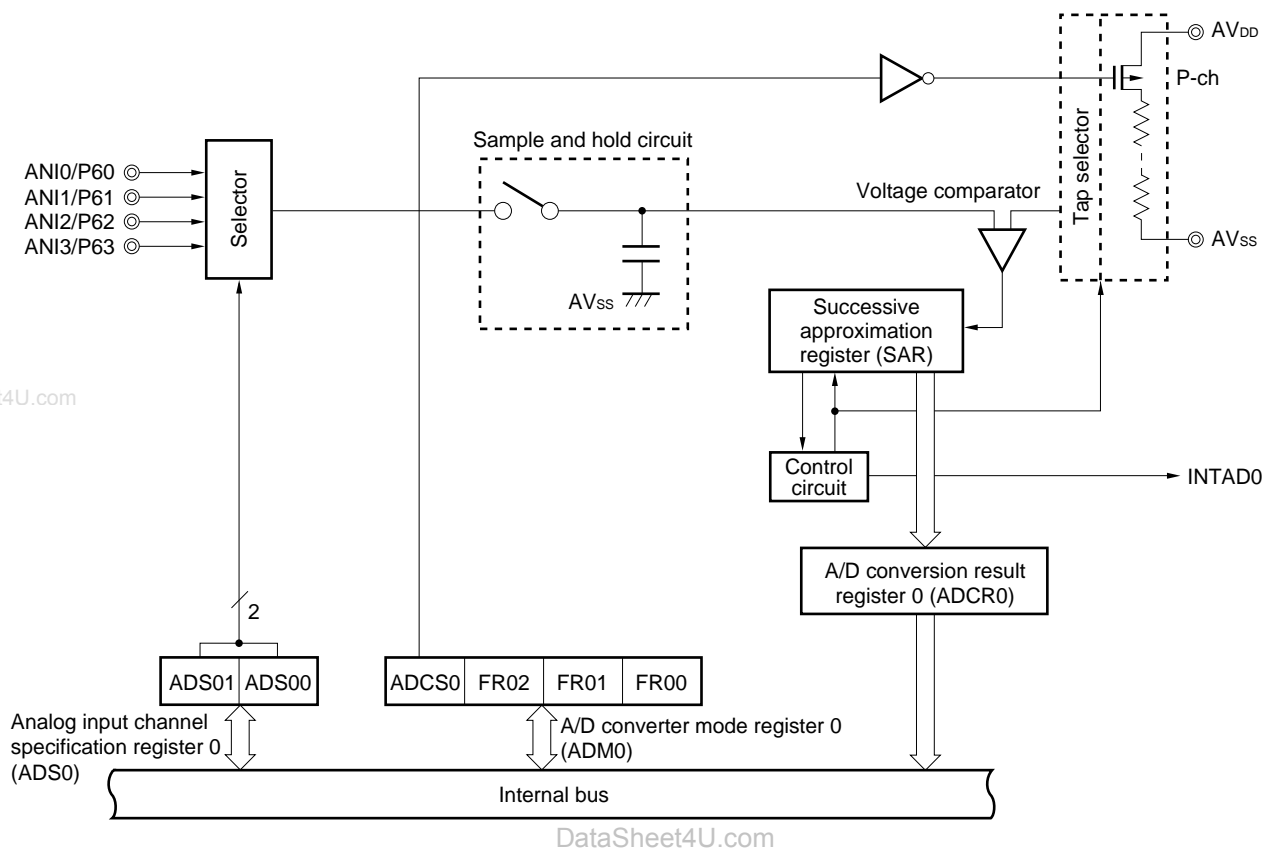 AVDD
P-ch
Tap selector
AVSS
Sample and hold circuit
Voltage comparator
ANI0/P60
ANI1/P61
ANI2/P62
ANI3/P63
Selector
AVSS
Successive
approximation
register (SAR)
t4U.com
Control
circuit
INTAD0
A/D conversion result
register 0 (ADCR0)
2
ADS01 ADS00
ADCS0 FR02 FR01 FR00
Analog input channel
specification register 0
(ADS0)
A/D converter mode register 0
(ADM0)
Internal bus
DataSheet4U.com